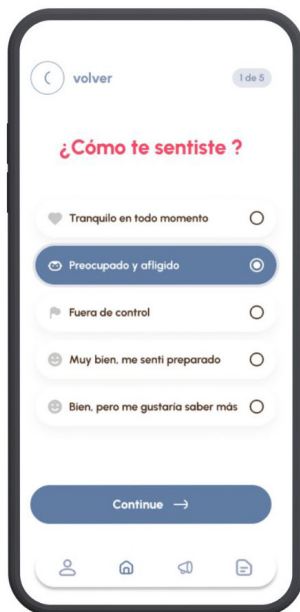 volver
1 de 5
¿Cómo te sentiste ?
Tranquilo en todo momento
Preocupado y afligido
Fuera de control
Muy bien, me senti preparado
Bien, pero me gustaría saber más
Continue